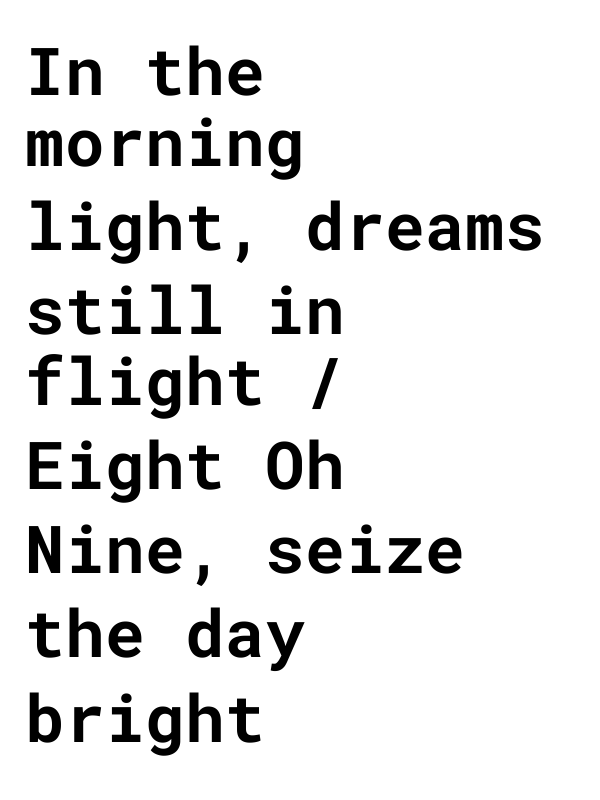 In the
morning
light, dreams
still in
flight /
Eight Oh
Nine, seize
the day
bright